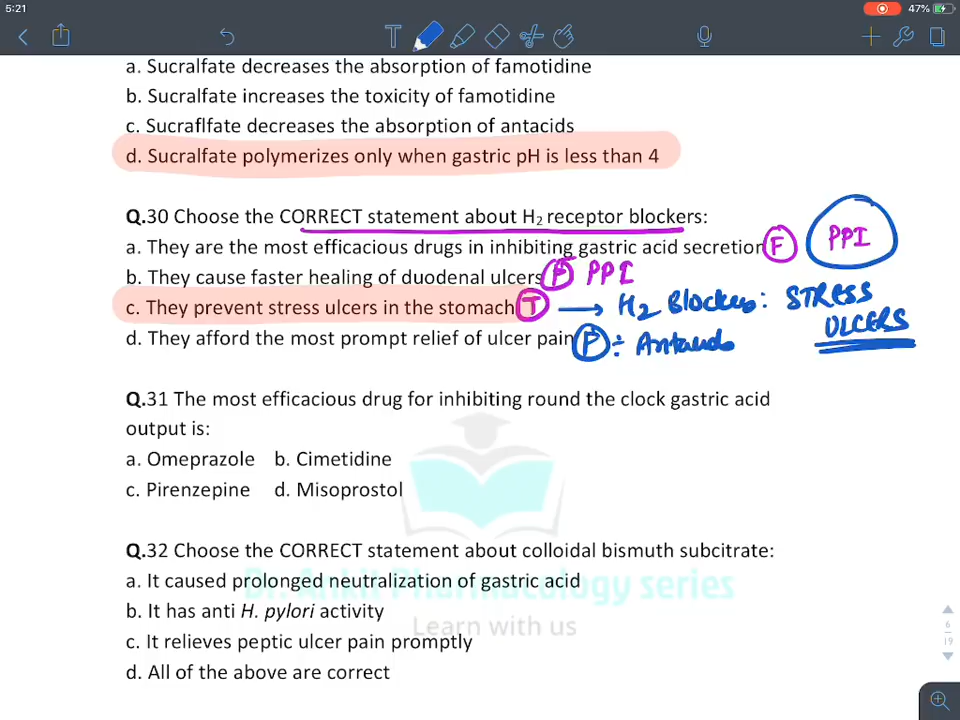 5:21
47%
a. Sucralfate decreases the absorption of famotidine
b. Sucralfate increases the toxicity of famotidine
c. Sucraflfate decreases the absorption of antacids
d. Sucralfate polymerizes only when gastric pH is less than 4
Q.30 Choose the CORRECT statement about H₂ receptor blockers:
a. They are the most efficacious drugs in inhibiting gastric acid secretion F PPI
b. They cause faster healing of duodenal ulcers F PPI
c. They prevent stress ulcers in the stomach T → H2 Blockers: STRESS
ULCERS
d. They afford the most prompt relief of ulcer pain F ÷ Antacids
Q.31 The most efficacious drug for inhibiting round the clock gastric acid
output is:
a. Omeprazole b. Cimetidine
c. Pirenzepine d. Misoprostol
Q.32 Choose the CORRECT statement about colloidal bismuth subcitrate:
a. It caused prolonged neutralization of gastric acid
Dr. Ankit Pharmacology series
b. It has anti H. pylori activity
Learn with us
c. It relieves peptic ulcer pain promptly
d. All of the above are correct
6
19